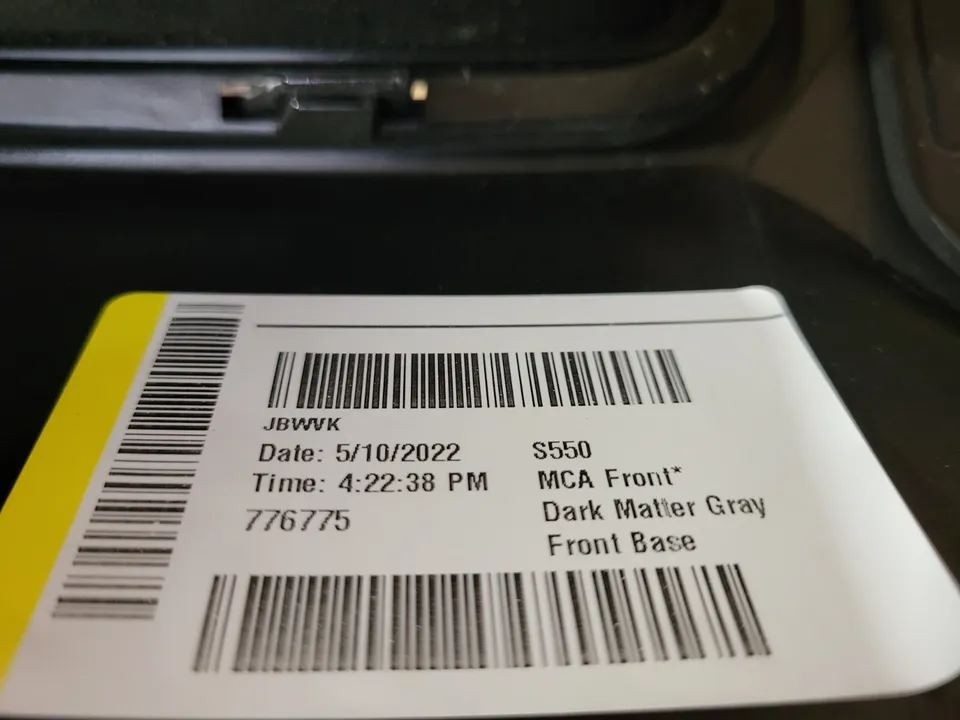 JBWVK
Date: 5/10/2022
Time: 4:22:38 PM
776775
S550
MCA Front*
Dark Matter Gray
Front Base